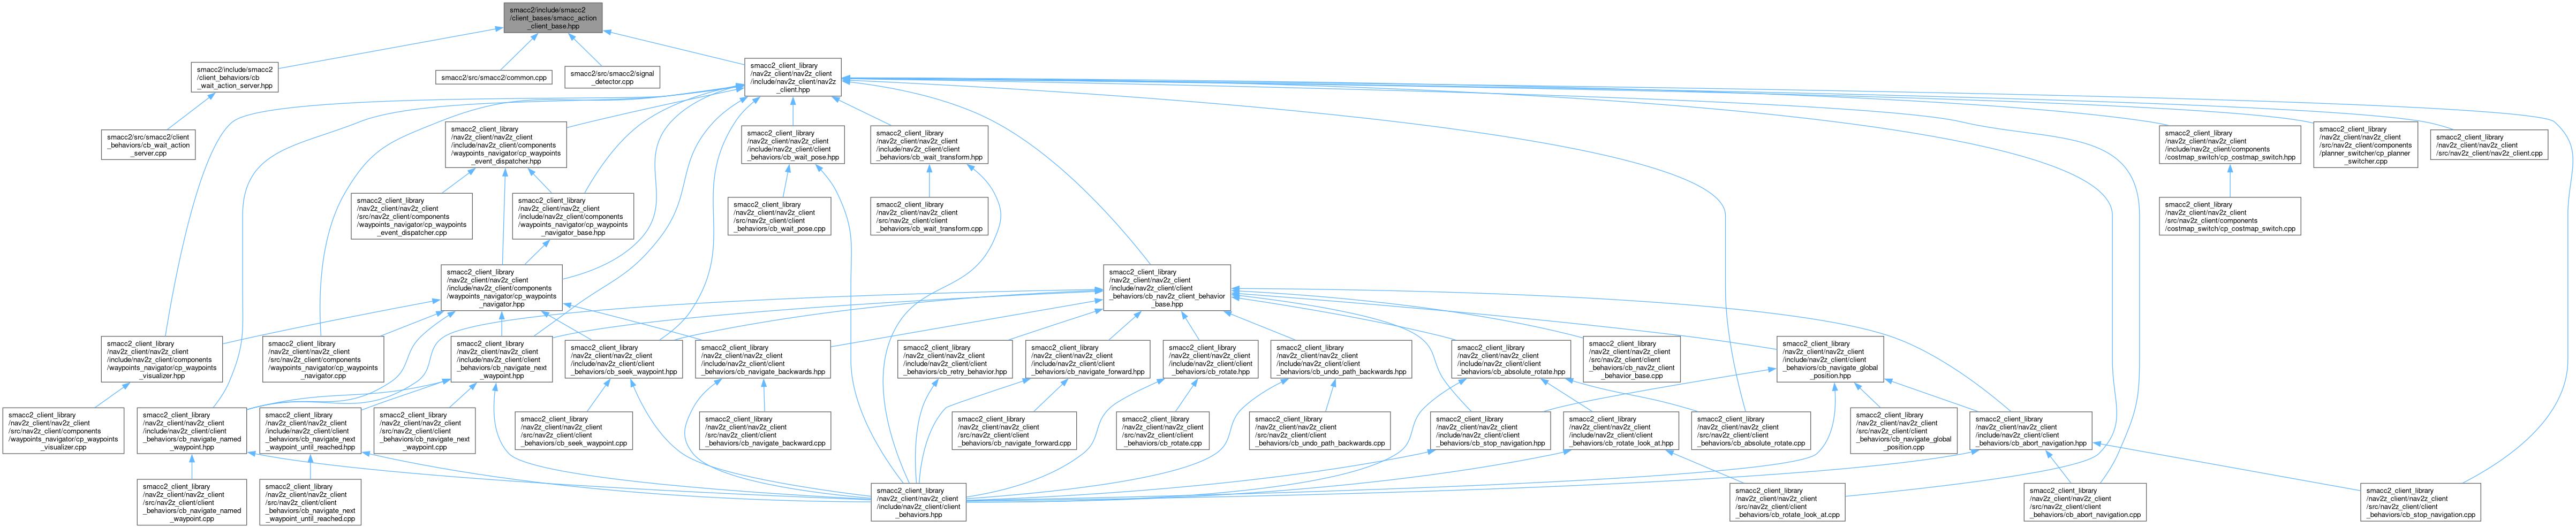 smacc2/include/smacc2
/client_bases/smacc_action
_client_base.hpp
smacc2/include/smacc2
/client_behaviors/cb
_wait_action_server.hpp
smacc2/src/smacc2/common.cpp
smacc2/src/smacc2/signal
_detector.cpp
smacc2_client_library
/nav2z_client/nav2z_client
/include/nav2z_client/nav2z
_client.hpp
smacc2/src/smacc2/client
_behaviors/cb_wait_action
_server.cpp
smacc2_client_library
/nav2z_client/nav2z_client
/include/nav2z_client/components
/waypoints_navigator/cp_waypoints
_event_dispatcher.hpp
smacc2_client_library
/nav2z_client/nav2z_client
/include/nav2z_client/client
_behaviors/cb_wait_pose.hpp
smacc2_client_library
/nav2z_client/nav2z_client
/include/nav2z_client/client
_behaviors/cb_wait_transform.hpp
smacc2_client_library
/nav2z_client/nav2z_client
/include/nav2z_client/components
/costmap_switch/cp_costmap_switch.hpp
smacc2_client_library
/nav2z_client/nav2z_client
/src/nav2z_client/components
/planner_switcher/cp_planner
_switcher.cpp
smacc2_client_library
/nav2z_client/nav2z_client
/src/nav2z_client/nav2z_client.cpp
smacc2_client_library
/nav2z_client/nav2z_client
/src/nav2z_client/components
/waypoints_navigator/cp_waypoints
_event_dispatcher.cpp
smacc2_client_library
/nav2z_client/nav2z_client
/include/nav2z_client/components
/waypoints_navigator/cp_waypoints
_navigator_base.hpp
smacc2_client_library
/nav2z_client/nav2z_client
/src/nav2z_client/client
_behaviors/cb_wait_pose.cpp
smacc2_client_library
/nav2z_client/nav2z_client
/src/nav2z_client/client
_behaviors/cb_wait_transform.cpp
smacc2_client_library
/nav2z_client/nav2z_client
/src/nav2z_client/components
/costmap_switch/cp_costmap_switch.cpp
smacc2_client_library
/nav2z_client/nav2z_client
/include/nav2z_client/components
/waypoints_navigator/cp_waypoints
_navigator.hpp
smacc2_client_library
/nav2z_client/nav2z_client
/include/nav2z_client/client
_behaviors/cb_nav2z_client_behavior
_base.hpp
smacc2_client_library
/nav2z_client/nav2z_client
/include/nav2z_client/components
/waypoints_navigator/cp_waypoints
_visualizer.hpp
smacc2_client_library
/nav2z_client/nav2z_client
/src/nav2z_client/components
/waypoints_navigator/cp_waypoints
_navigator.cpp
smacc2_client_library
/nav2z_client/nav2z_client
/include/nav2z_client/client
_behaviors/cb_navigate_next
_waypoint.hpp
smacc2_client_library
/nav2z_client/nav2z_client
/include/nav2z_client/client
_behaviors/cb_seek_waypoint.hpp
smacc2_client_library
/nav2z_client/nav2z_client
/include/nav2z_client/client
_behaviors/cb_navigate_backwards.hpp
smacc2_client_library
/nav2z_client/nav2z_client
/include/nav2z_client/client
_behaviors/cb_retry_behavior.hpp
smacc2_client_library
/nav2z_client/nav2z_client
/include/nav2z_client/client
_behaviors/cb_navigate_forward.hpp
smacc2_client_library
/nav2z_client/nav2z_client
/include/nav2z_client/client
_behaviors/cb_rotate.hpp
smacc2_client_library
/nav2z_client/nav2z_client
/include/nav2z_client/client
_behaviors/cb_undo_path_backwards.hpp
smacc2_client_library
/nav2z_client/nav2z_client
/include/nav2z_client/client
_behaviors/cb_absolute_rotate.hpp
smacc2_client_library
/nav2z_client/nav2z_client
/src/nav2z_client/client
_behaviors/cb_nav2z_client
_behavior_base.cpp
smacc2_client_library
/nav2z_client/nav2z_client
/include/nav2z_client/client
_behaviors/cb_navigate_global
_position.hpp
smacc2_client_library
/nav2z_client/nav2z_client
/src/nav2z_client/components
/waypoints_navigator/cp_waypoints
_visualizer.cpp
smacc2_client_library
/nav2z_client/nav2z_client
/include/nav2z_client/client
_behaviors/cb_navigate_named
_waypoint.hpp
smacc2_client_library
/nav2z_client/nav2z_client
/include/nav2z_client/client
_behaviors/cb_navigate_next
_waypoint_until_reached.hpp
smacc2_client_library
/nav2z_client/nav2z_client
/src/nav2z_client/client
_behaviors/cb_navigate_next
_waypoint.cpp
smacc2_client_library
/nav2z_client/nav2z_client
/src/nav2z_client/client
_behaviors/cb_seek_waypoint.cpp
smacc2_client_library
/nav2z_client/nav2z_client
/src/nav2z_client/client
_behaviors/cb_navigate_backward.cpp
smacc2_client_library
/nav2z_client/nav2z_client
/src/nav2z_client/client
_behaviors/cb_navigate_forward.cpp
smacc2_client_library
/nav2z_client/nav2z_client
/src/nav2z_client/client
_behaviors/cb_rotate.cpp
smacc2_client_library
/nav2z_client/nav2z_client
/src/nav2z_client/client
_behaviors/cb_undo_path_backwards.cpp
smacc2_client_library
/nav2z_client/nav2z_client
/include/nav2z_client/client
_behaviors/cb_stop_navigation.hpp
smacc2_client_library
/nav2z_client/nav2z_client
/include/nav2z_client/client
_behaviors/cb_rotate_look_at.hpp
smacc2_client_library
/nav2z_client/nav2z_client
/src/nav2z_client/client
_behaviors/cb_absolute_rotate.cpp
smacc2_client_library
/nav2z_client/nav2z_client
/src/nav2z_client/client
_behaviors/cb_navigate_global
_position.cpp
smacc2_client_library
/nav2z_client/nav2z_client
/include/nav2z_client/client
_behaviors/cb_abort_navigation.hpp
smacc2_client_library
/nav2z_client/nav2z_client
/src/nav2z_client/client
_behaviors/cb_navigate_named
_waypoint.cpp
smacc2_client_library
/nav2z_client/nav2z_client
/src/nav2z_client/client
_behaviors/cb_navigate_next
_waypoint_until_reached.cpp
smacc2_client_library
/nav2z_client/nav2z_client
/include/nav2z_client/client
_behaviors.hpp
smacc2_client_library
/nav2z_client/nav2z_client
/src/nav2z_client/client
_behaviors/cb_rotate_look_at.cpp
smacc2_client_library
/nav2z_client/nav2z_client
/src/nav2z_client/client
_behaviors/cb_abort_navigation.cpp
smacc2_client_library
/nav2z_client/nav2z_client
/src/nav2z_client/client
_behaviors/cb_stop_navigation.cpp